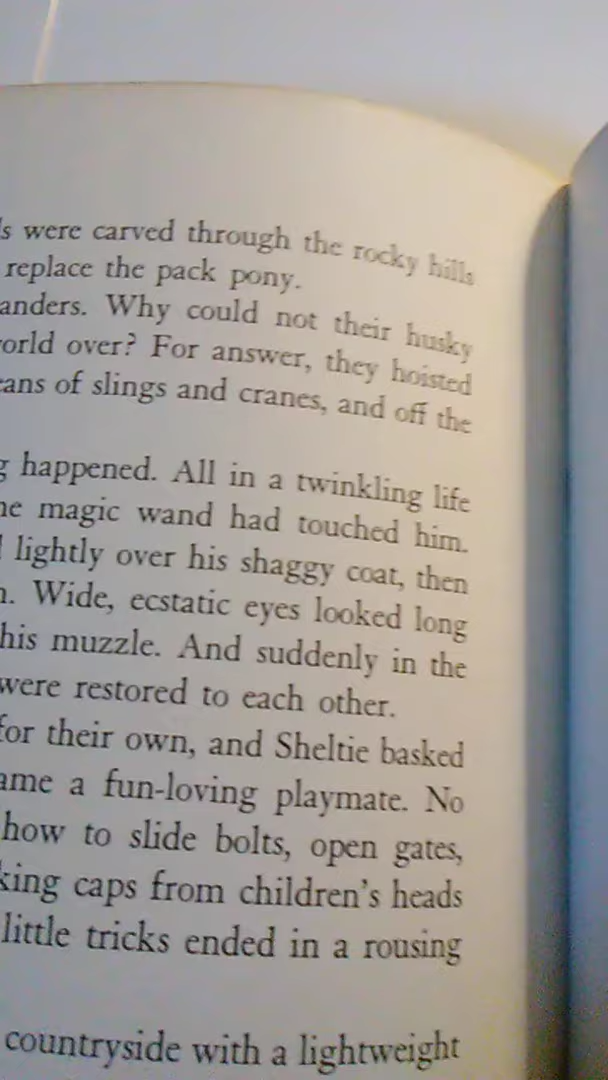 were carved through the rocky hills
replace the pack pony.
anders. Why could not their husky
orld over? For answer, they hoisted
eans of slings and cranes, and off the
g happened. All in a twinkling life
ne magic wand had touched him.
lightly over his shaggy coat, then
n. Wide, ecstatic eyes looked long
his muzzle. And suddenly in the
were restored to each other.
for their own, and Sheltie basked
ame a fun-loving playmate. No
how to slide bolts, open gates,
king caps from children's heads
little tricks ended in a rousing
countryside with a lightweight